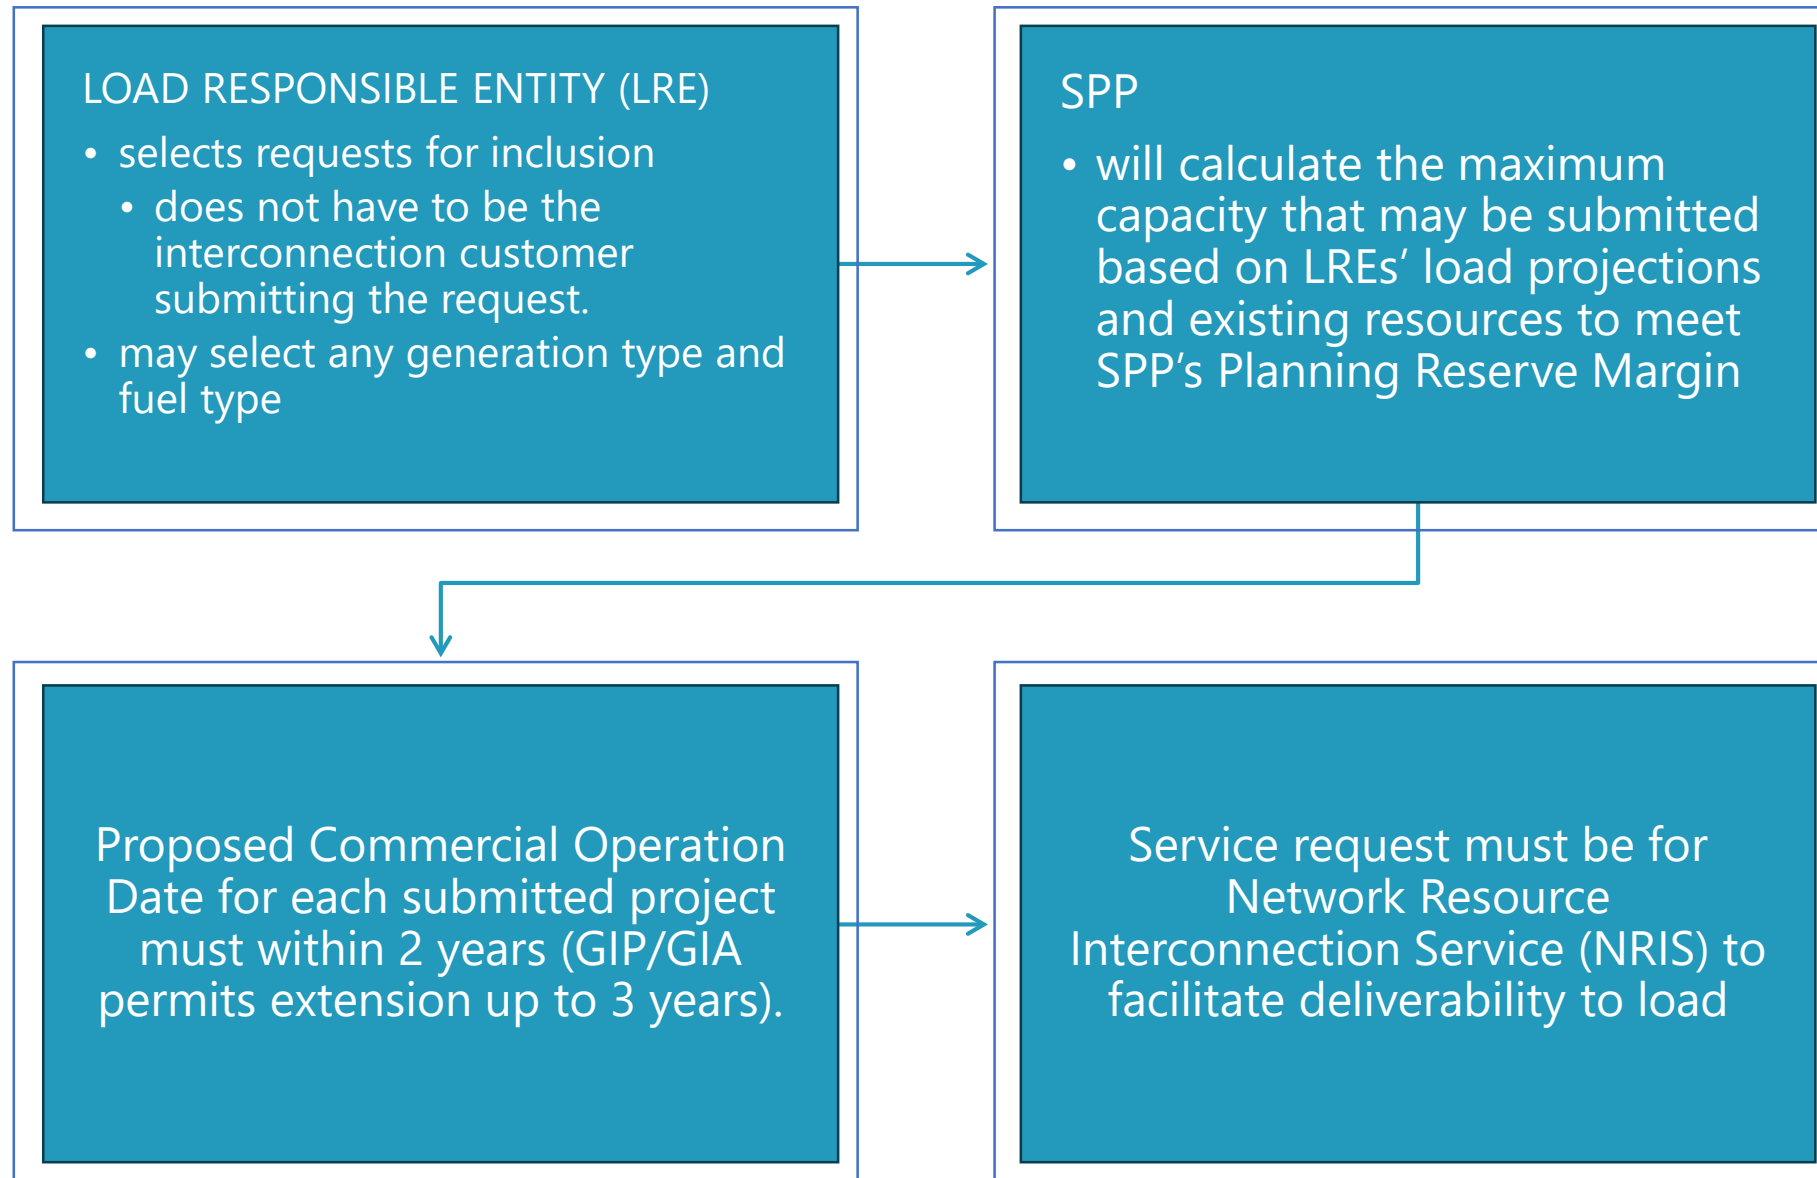 LOAD RESPONSIBLE ENTITY (LRE)
• selects requests for inclusion
• does not have to be the
interconnection customer
submitting the request.
• may select any generation type and
fuel type
SPP
• will calculate the maximum
capacity that may be submitted
based on LREs’ load projections
and existing resources to meet
SPP’s Planning Reserve Margin
Proposed Commercial Operation
Date for each submitted project
must within 2 years (GIP/GIA
permits extension up to 3 years).
Service request must be for
Network Resource
Interconnection Service (NRIS) to
facilitate deliverability to load